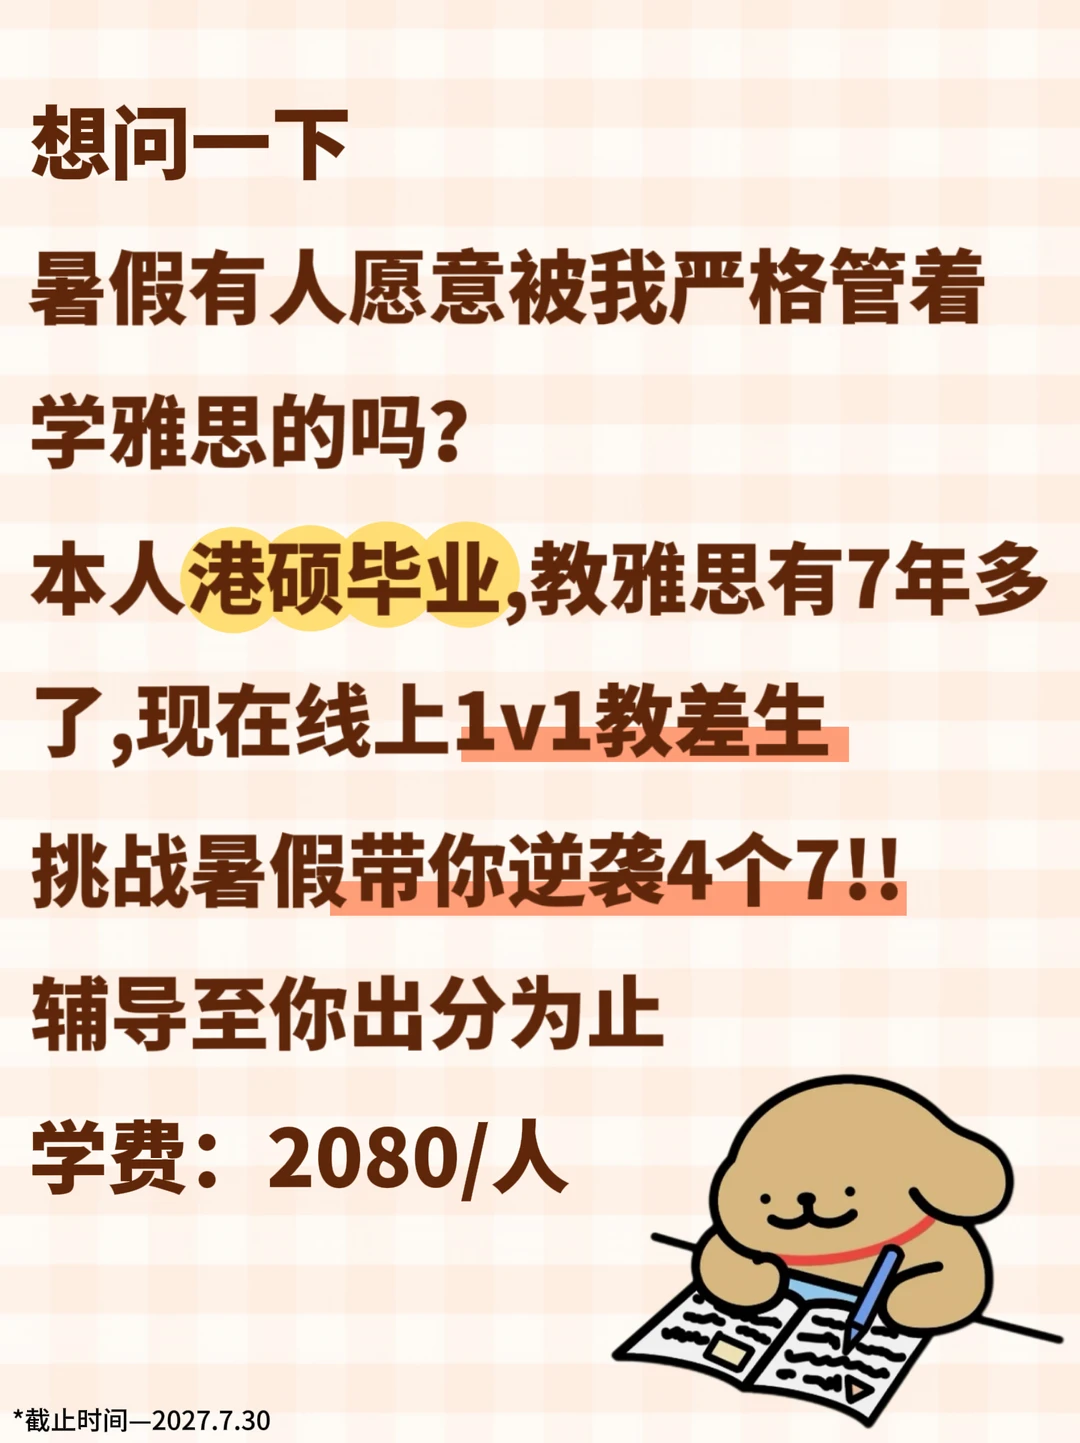 想问一下
暑假有人愿意被我严格管着
学雅思的吗？
本人港硕毕业,教雅思有7年多
了,现在线上1v1教差生
挑战暑假带你逆袭4个7!!
辅导至你出分为止
学费：2080/人
*截止时间—2027.7.30